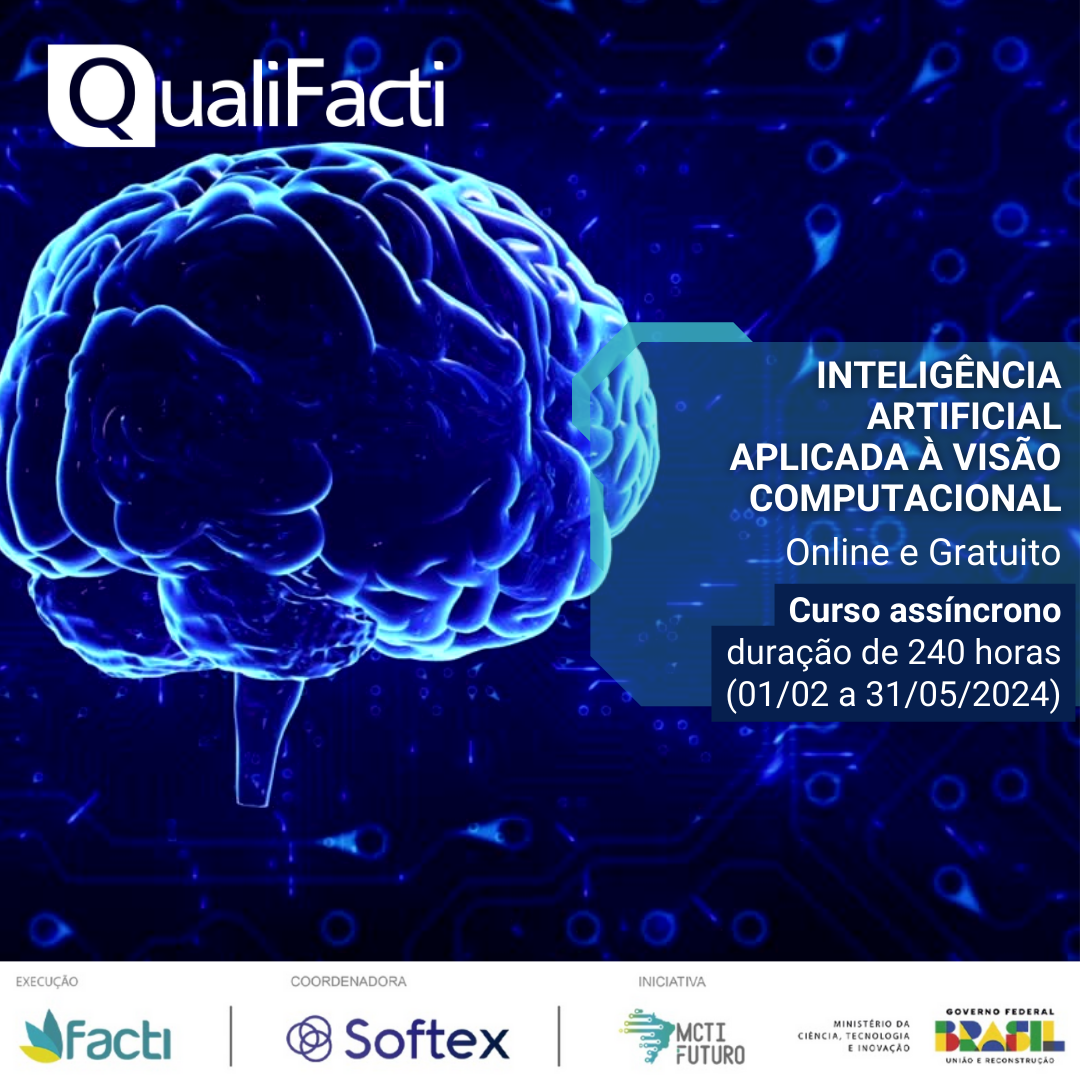 QualiFacti
INTELIGÊNCIA
ARTIFICIAL
APLICADA À VISÃO
COMPUTACIONAL
Online e Gratuito
Curso assíncrono
duração de 240 horas
(01/02 a 31/05/2024)
EXECUÇÃO
Facti
COORDENADORA
Softex
INICIATIVA
MCTI
FUTURO
MINISTÉRIO DA
CIÊNCIA, TECNOLOGIA
E INOVAÇÃO
GOVERNO FEDERAL
BRASIL
UNIÃO E RECONSTRUÇÃO